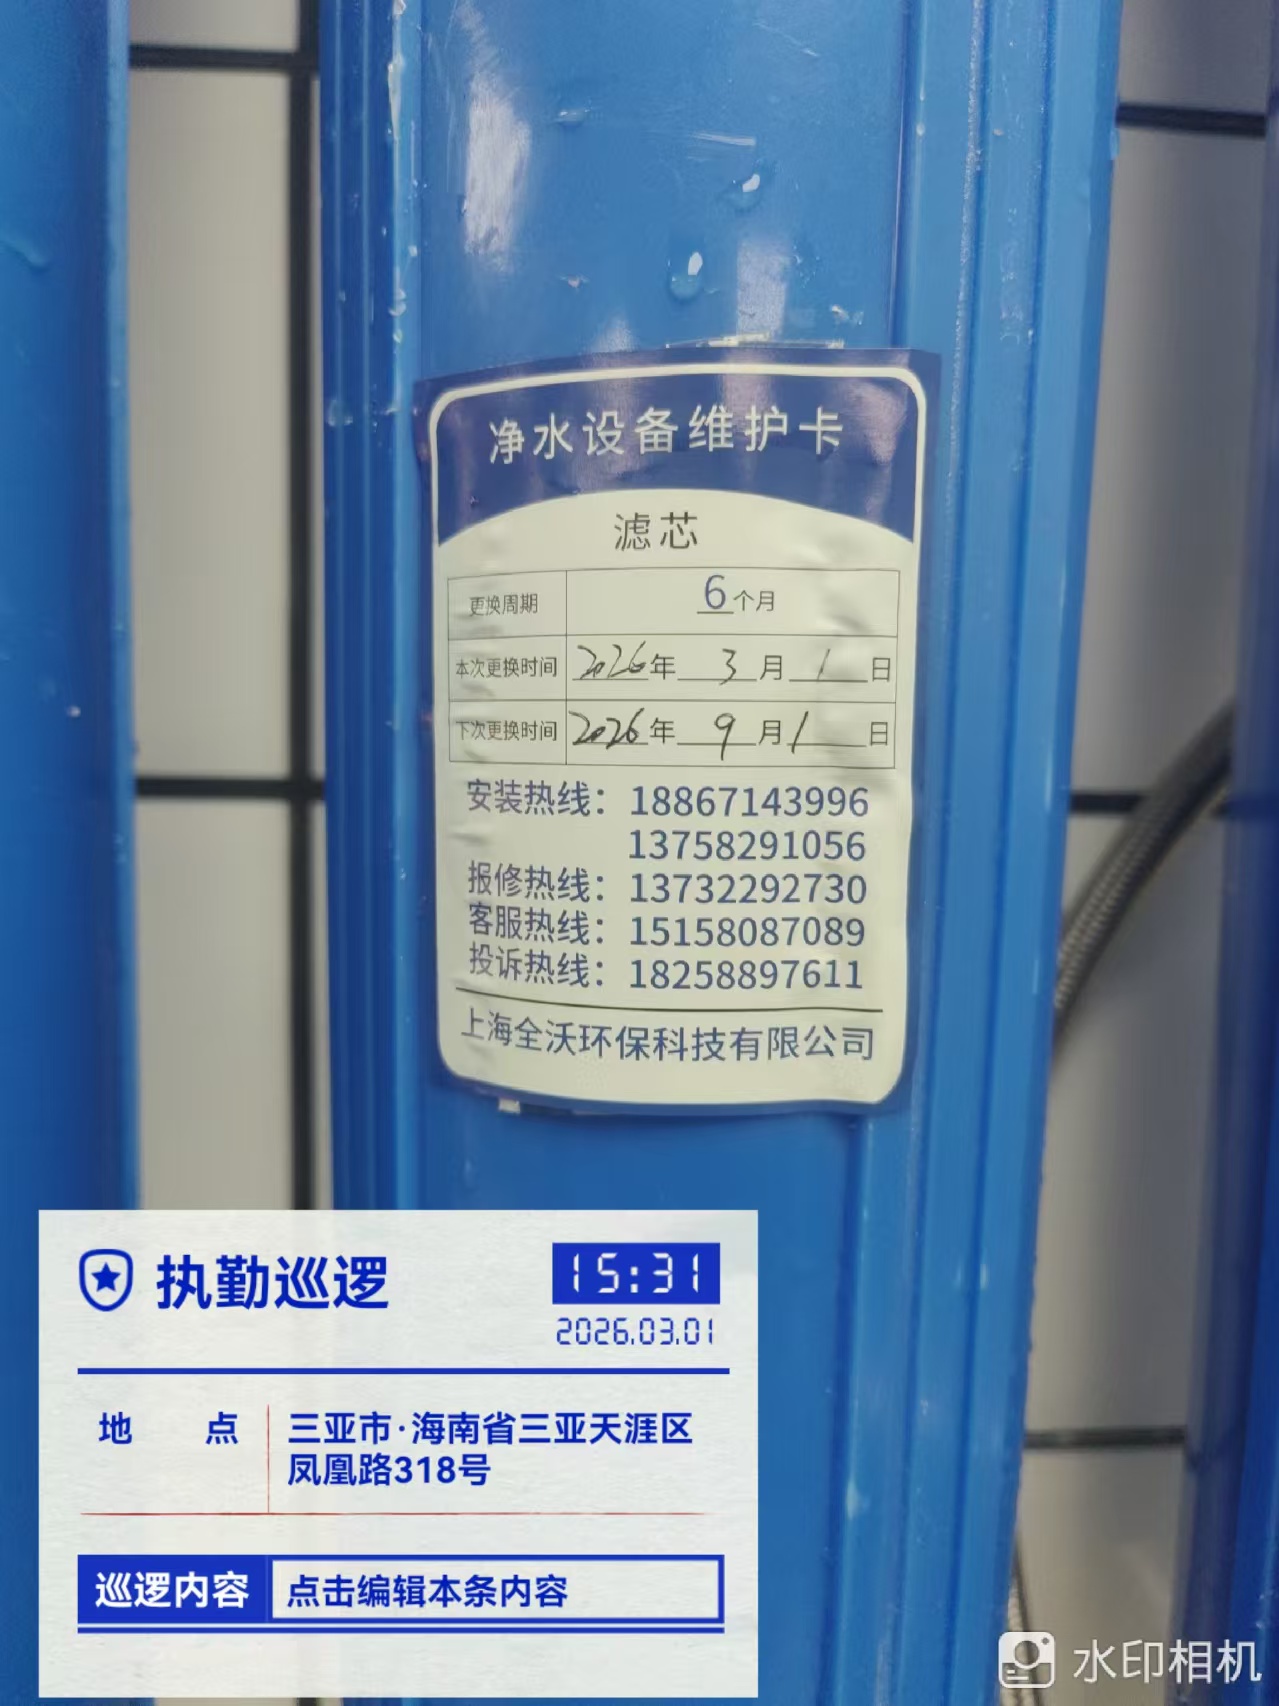 净水设备维护卡
滤芯
更换周期 6个月
本次更换时间 2026年3月1日
下次更换时间 2026年9月1日
安装热线：18867143996
13758291056
报修热线：13732292730
客服热线：15158087089
投诉热线：18258897611
上海全沃环保科技有限公司
执勤巡逻 15:31
2026.03.01
地点 三亚市·海南省三亚天涯区
凤凰路318号
巡逻内容 点击编辑本条内容
水印相机